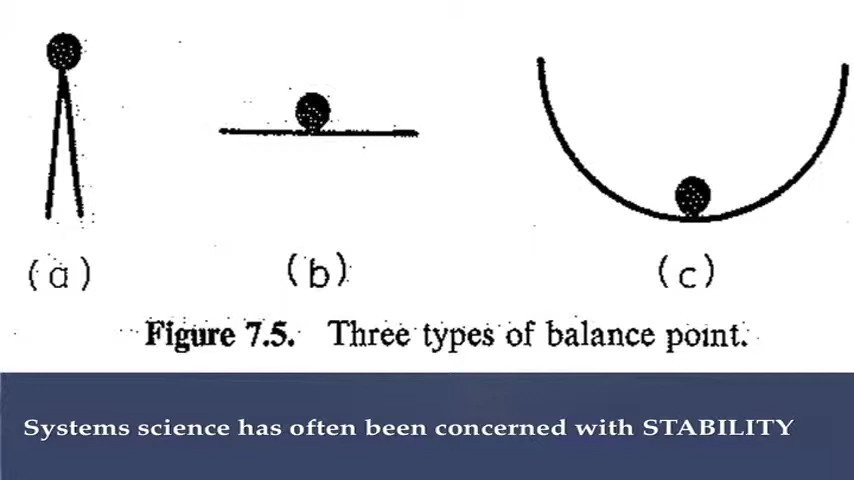 (a) (b) (c)
Figure 7.5. Three types of balance point.
Systems science has often been concerned with STABILITY